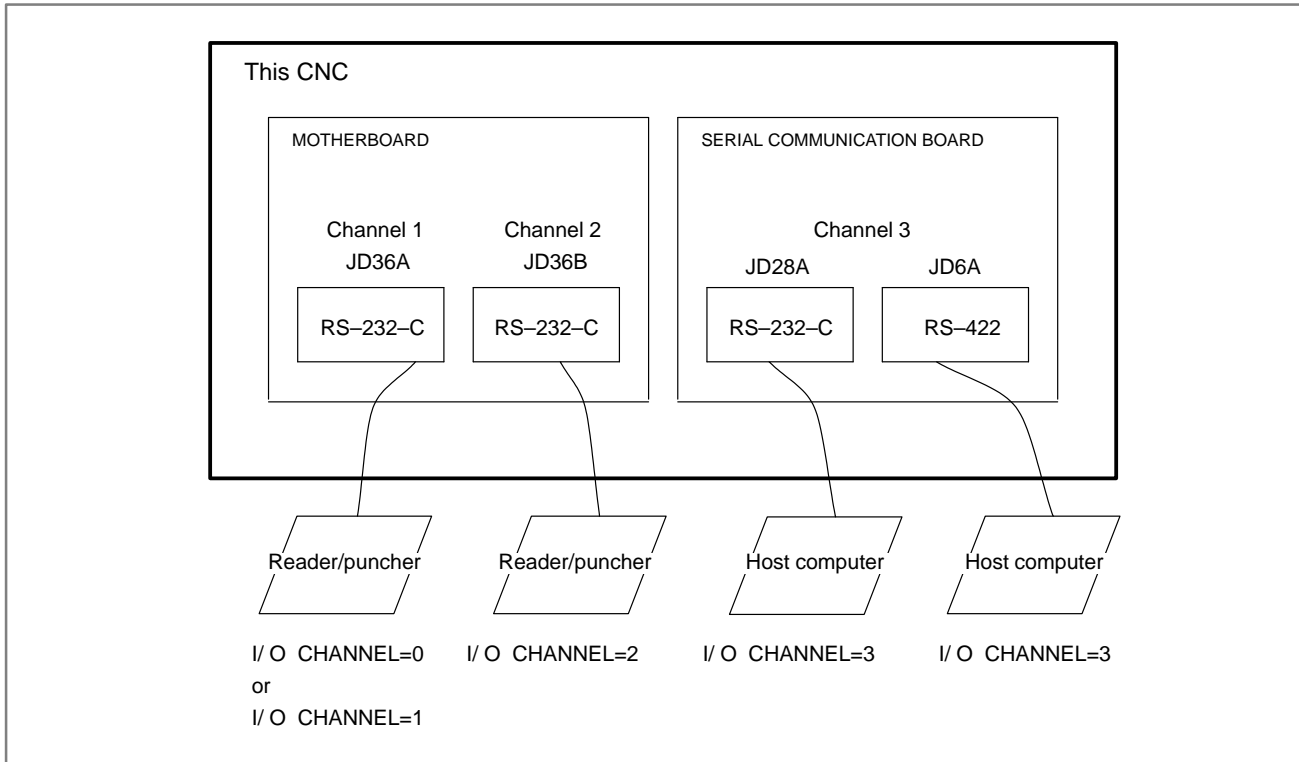 This CNC
MOTHERBOARD
SERIAL COMMUNICATION BOARD
Channel 1
Channel 2
Channel 3
JD36A
JD36B
JD28A
JD6A
RS–232–C
RS–232–C
RS–232–C
RS–422
Reader/puncher
Reader/puncher
Host computer
Host computer
I/ O CHANNEL=0
or
I/ O CHANNEL=1
I/ O CHANNEL=2
I/ O CHANNEL=3
I/ O CHANNEL=3